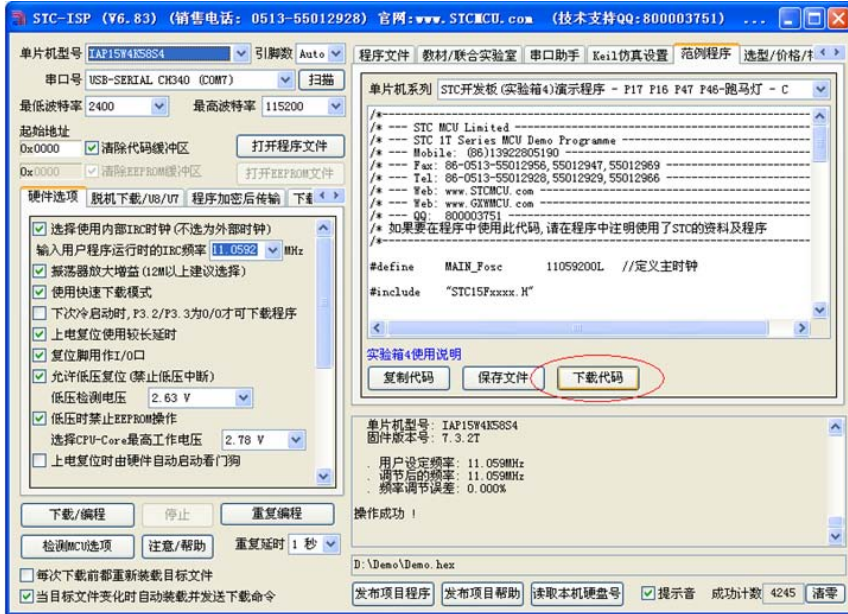 STC-ISP (V6.83) (销售电话: 0513-55012928) 官网:www.STCMCU.com (技术支持QQ:800003751) ...
单片机型号 IAP15W4K58S4 引脚数 Auto
串口号 USB-SERIAL CH340 (COM7) 扫描
最低波特率 2400 最高波特率 115200
起始地址
0x0000 清除代码缓冲区 打开程序文件
0x0000 清除EEPROM缓冲区 打开EEPROM文件
硬件选项 脱机下载/U8/U7 程序加密后传输
选择使用内部IRC时钟(不选为外部时钟)
输入用户程序运行时的IRC频率 11.0592 MHz
振荡器放大增益(12M以上建议选择)
使用快速下载模式
下次冷启动时,P3.2/P3.3为0/0才可下载程序
上电复位使用较长延时
复位脚用作I/O口
允许低压复位(禁止低压中断)
低压检测电压 2.63 V
低压时禁止EEPROM操作
选择CPU-Core最高工作电压 2.78 V
上电复位时由硬件自动启动看门狗
下载/编程 停止 重复编程
检测MCU选项 注意/帮助 重复延时 1 秒
每次下载前都重新装载目标文件
当目标文件变化时自动装载并发送下载命令
程序文件 教材/联合实验室 串口助手 Keil仿真设置 范例程序 选型/价格/
单片机系列 STC开发板(实验箱4)演示程序 - P17 P16 P47 P46-跑马灯 - C
/*---------------------------------------------------------------------
/* --- STC MCU Limited ---
/* --- STC 1T Series MCU Demo Programme ---
/* --- Mobile: (86)13922805190 ---
/* --- Fax: 86-0513-55012956,55012947,55012969 ---
/* --- Tel: 86-0513-55012928,55012929,55012966 ---
/* --- Web: www.STCMCU.com ---
/* --- Web: www.GXWMCU.com ---
/* --- QQ: 800003751 ---
/* 如果要在程序中使用此代码,请在程序中注明使用了STC的资料及程序
/*---------------------------------------------------------------------
#define MAIN_Fosc 11059200L //定义主时钟
#include "STC15Fxxxx.H"
实验箱4使用说明
复制代码 保存文件 下载代码
单片机型号: IAP15W4K58S4
固件版本号: 7.3.2T
. 用户设定频率: 11.059MHz
. 调节后的频率: 11.059MHz
. 频率调节误差: 0.000%
操作成功 !
D:\Demo\Demo.hex
发布项目程序 发布项目帮助 读取本机硬盘号 提示音 成功计数 4245 清零